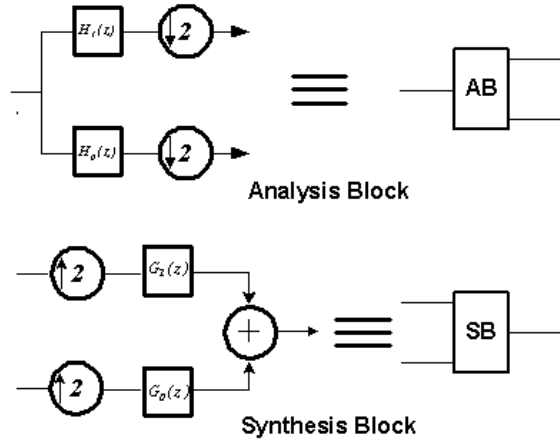 H₁(z) 2
AB
H₀(z) 2
Analysis Block
2 G₁(z)
+
SB
2 G₀(z)
Synthesis Block